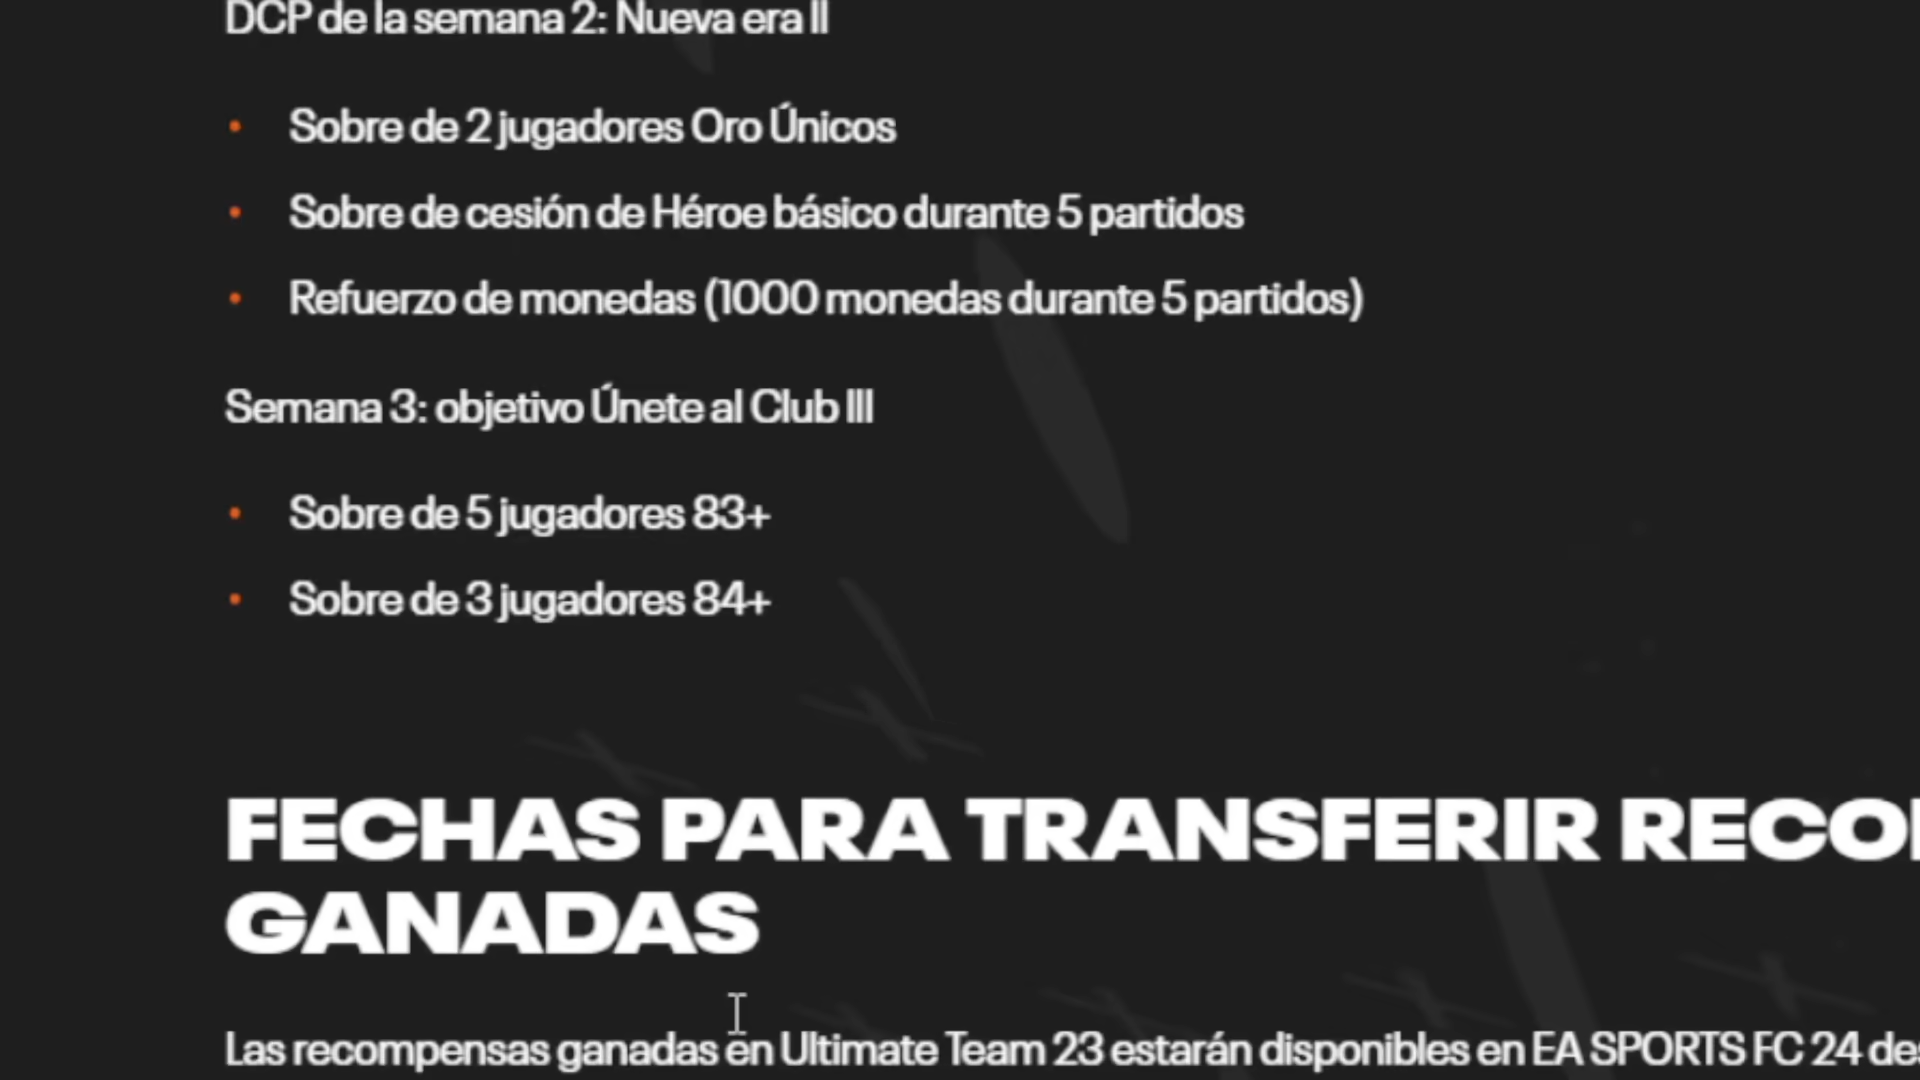 DCP de la semana 2: Nueva era II
• Sobre de 2 jugadores Oro Únicos
• Sobre de cesión de Héroe básico durante 5 partidos
• Refuerzo de monedas (1000 monedas durante 5 partidos)
Semana 3: objetivo Únete al Club III
• Sobre de 5 jugadores 83+
• Sobre de 3 jugadores 84+
FECHAS PARA TRANSFERIR
GANADAS
Las recompensas ganadas en Ultimate Team 23 estarán disponibles en EA SPORTS FC 24